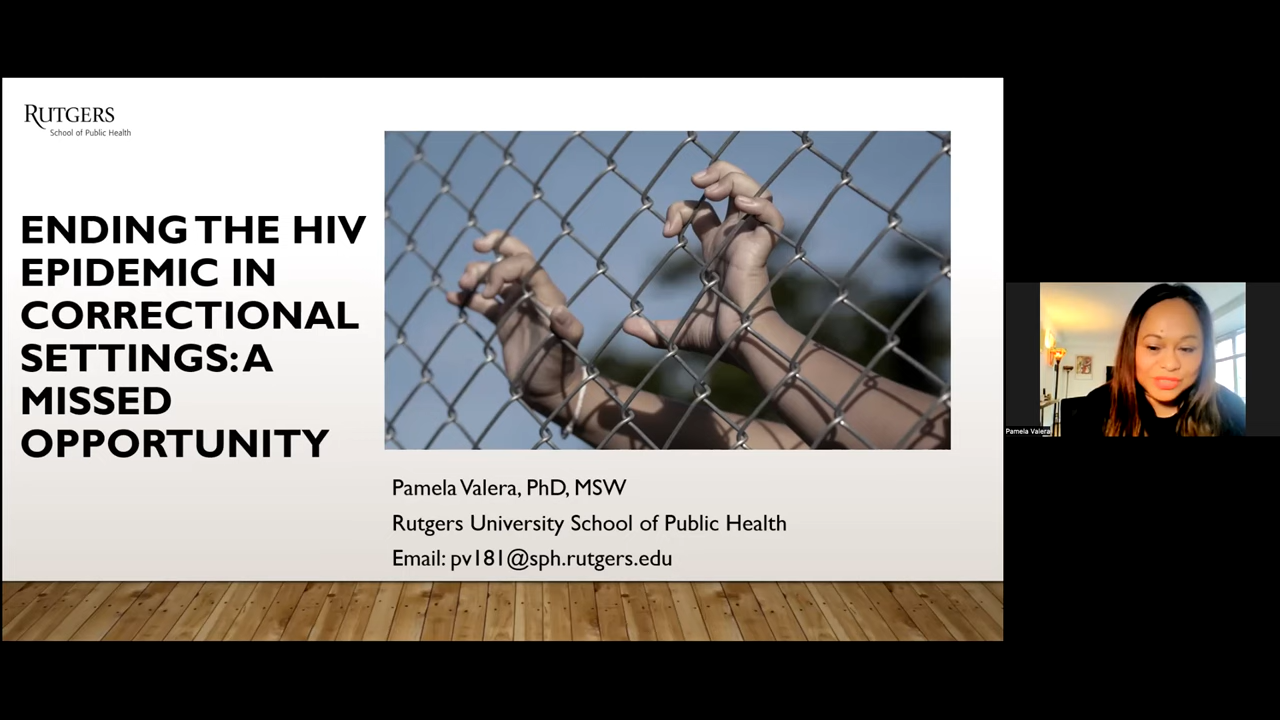 RUTGERS
School of Public Health
ENDING THE HIV
EPIDEMIC IN
CORRECTIONAL
SETTINGS: A
MISSED
OPPORTUNITY
Pamela Valera, PhD, MSW
Rutgers University School of Public Health
Email: pv181@sph.rutgers.edu
Pamela Valera